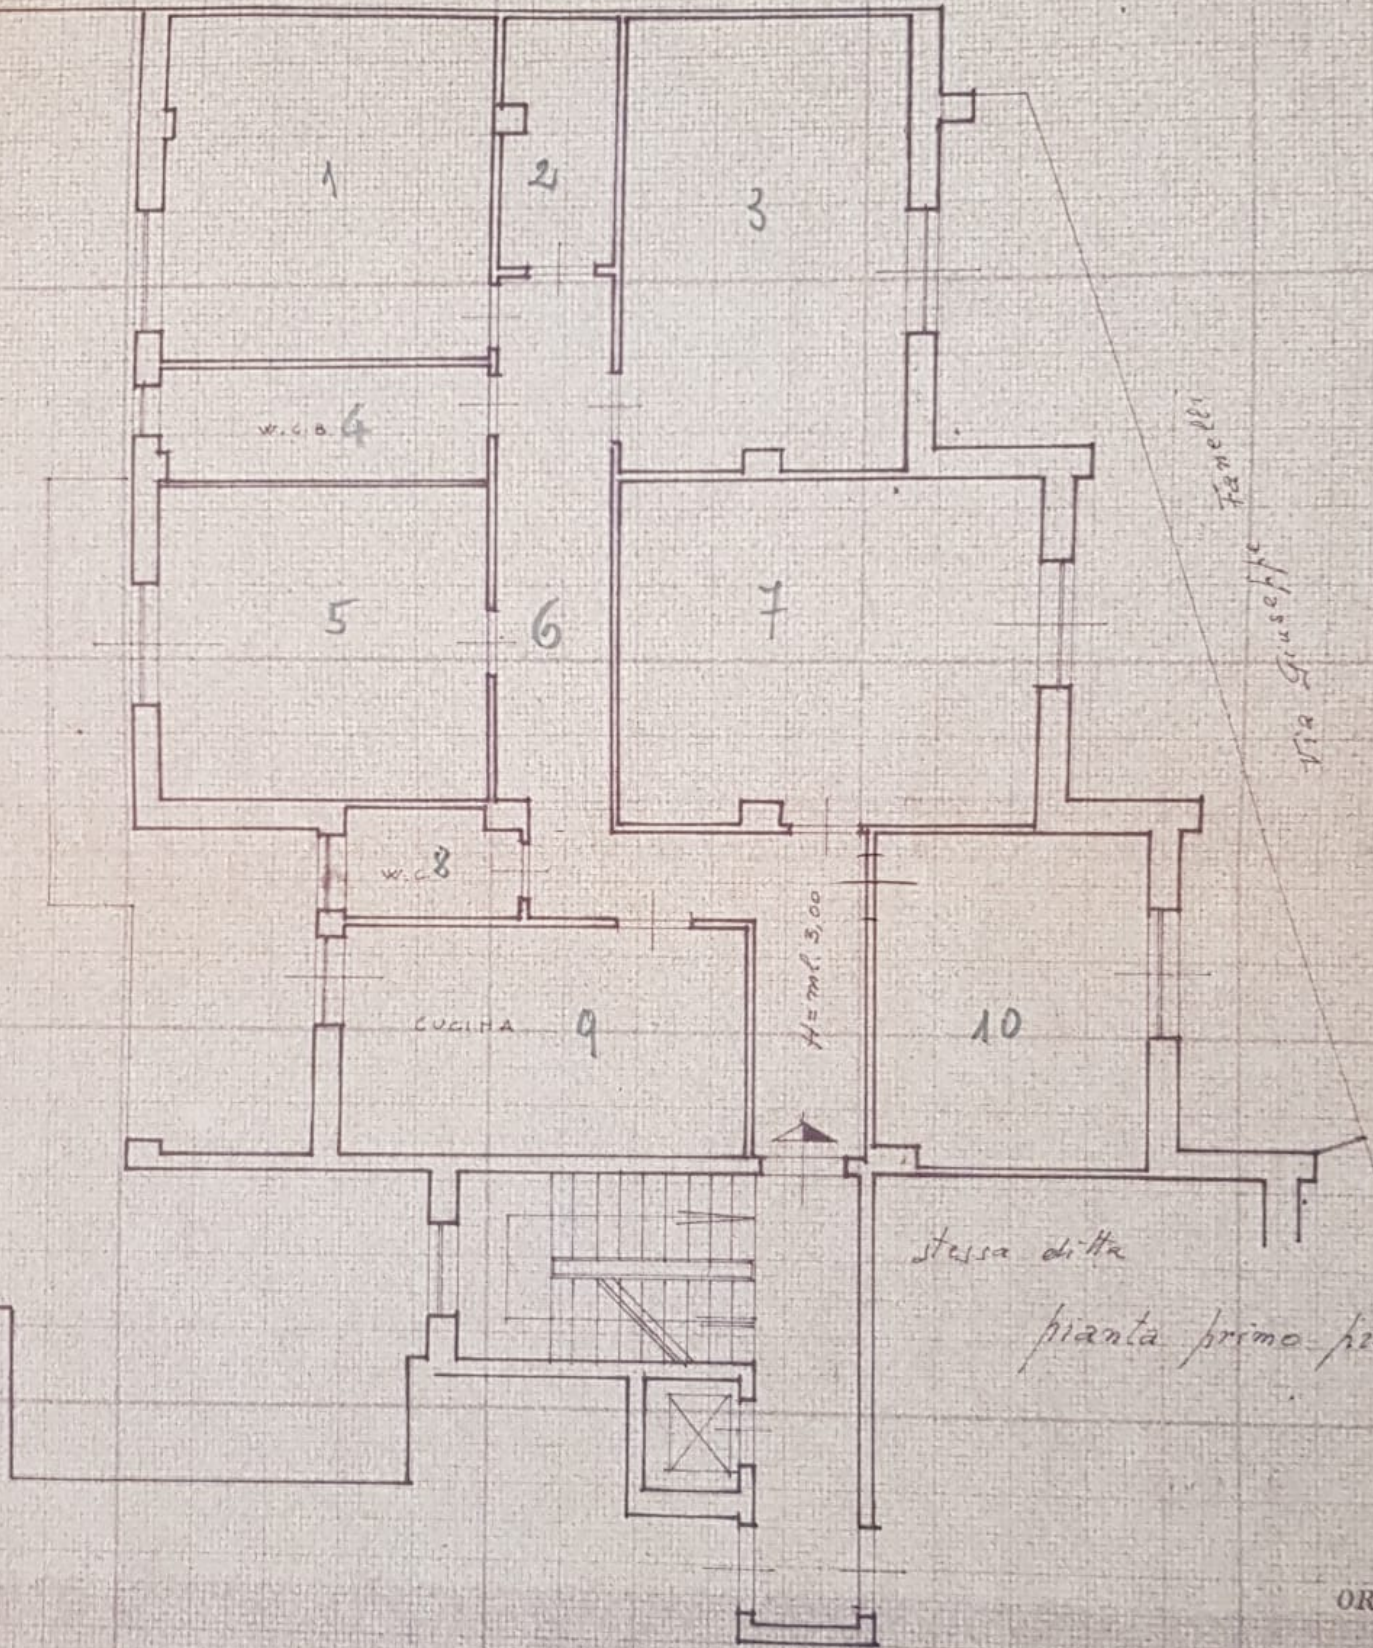 1
2
3
W.C.B. 4
5
6
7
Via Giuseppe Fanelli
W.C. 8
H = ml. 3,00
CUCINA 9
10
stessa ditta
pianta primo pi
OR